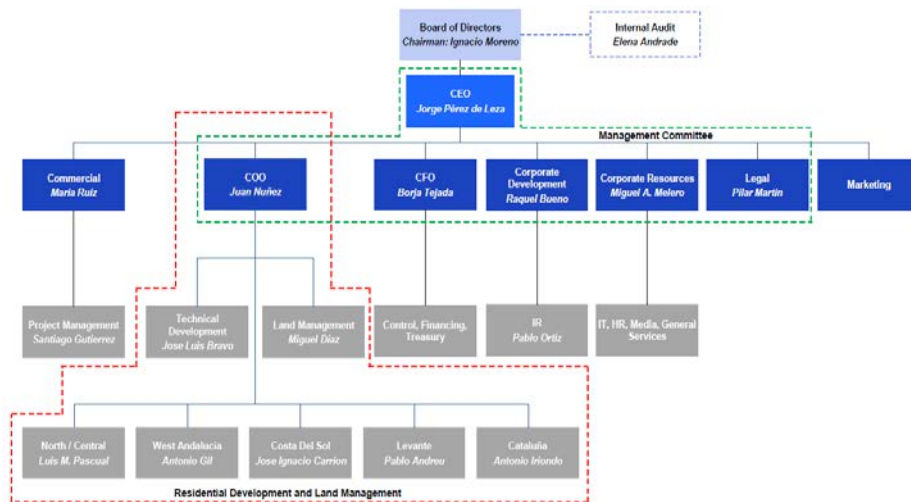 Board of Directors
Chairman: Ignacio Moreno
Internal Audit
Elena Andrade
CEO
Jorge Pérez de Leza
Management Committee
Commercial
Maria Ruiz
COO
Juan Nuñez
CFO
Borja Tejada
Corporate
Development
Raquel Bueno
Corporate Resources
Miguel A. Melero
Legal
Pilar Martín
Marketing
Project Management
Santiago Gutierrez
Technical
Development
Jose Luis Bravo
Land Management
Miguel Díaz
Control, Financing,
Treasury
IR
Pablo Ortiz
IT, HR, Media, General
Services
North / Central
Luis M. Pascual
West Andalucía
Antonio Gil
Costa Del Sol
Jose Ignacio Carrion
Levante
Pablo Andreu
Cataluña
Antonio Iriondo
Residential Development and Land Management